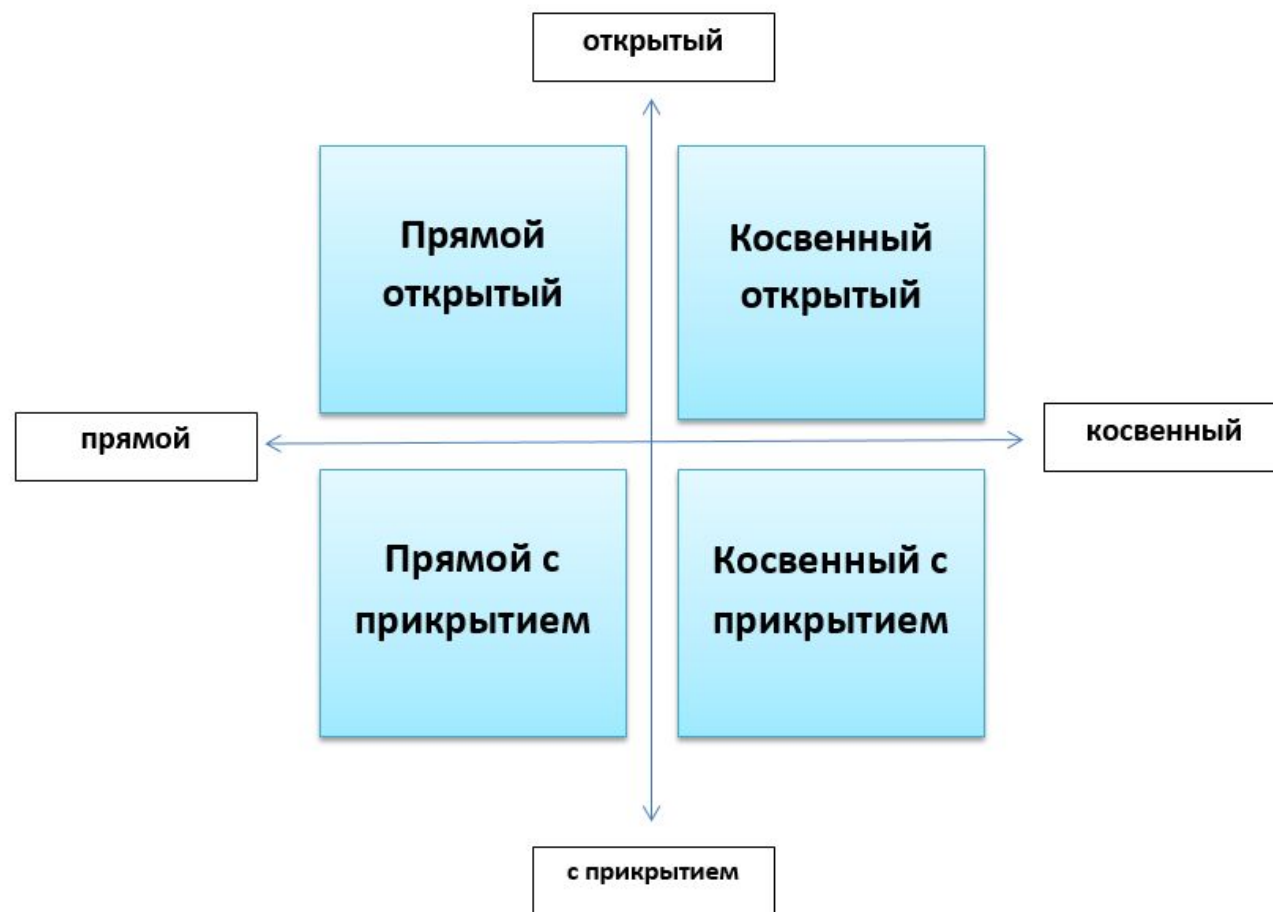 открытый
Прямой
открытый
Косвенный
открытый
прямой
косвенный
Прямой с
прикрытием
Косвенный с
прикрытием
с прикрытием